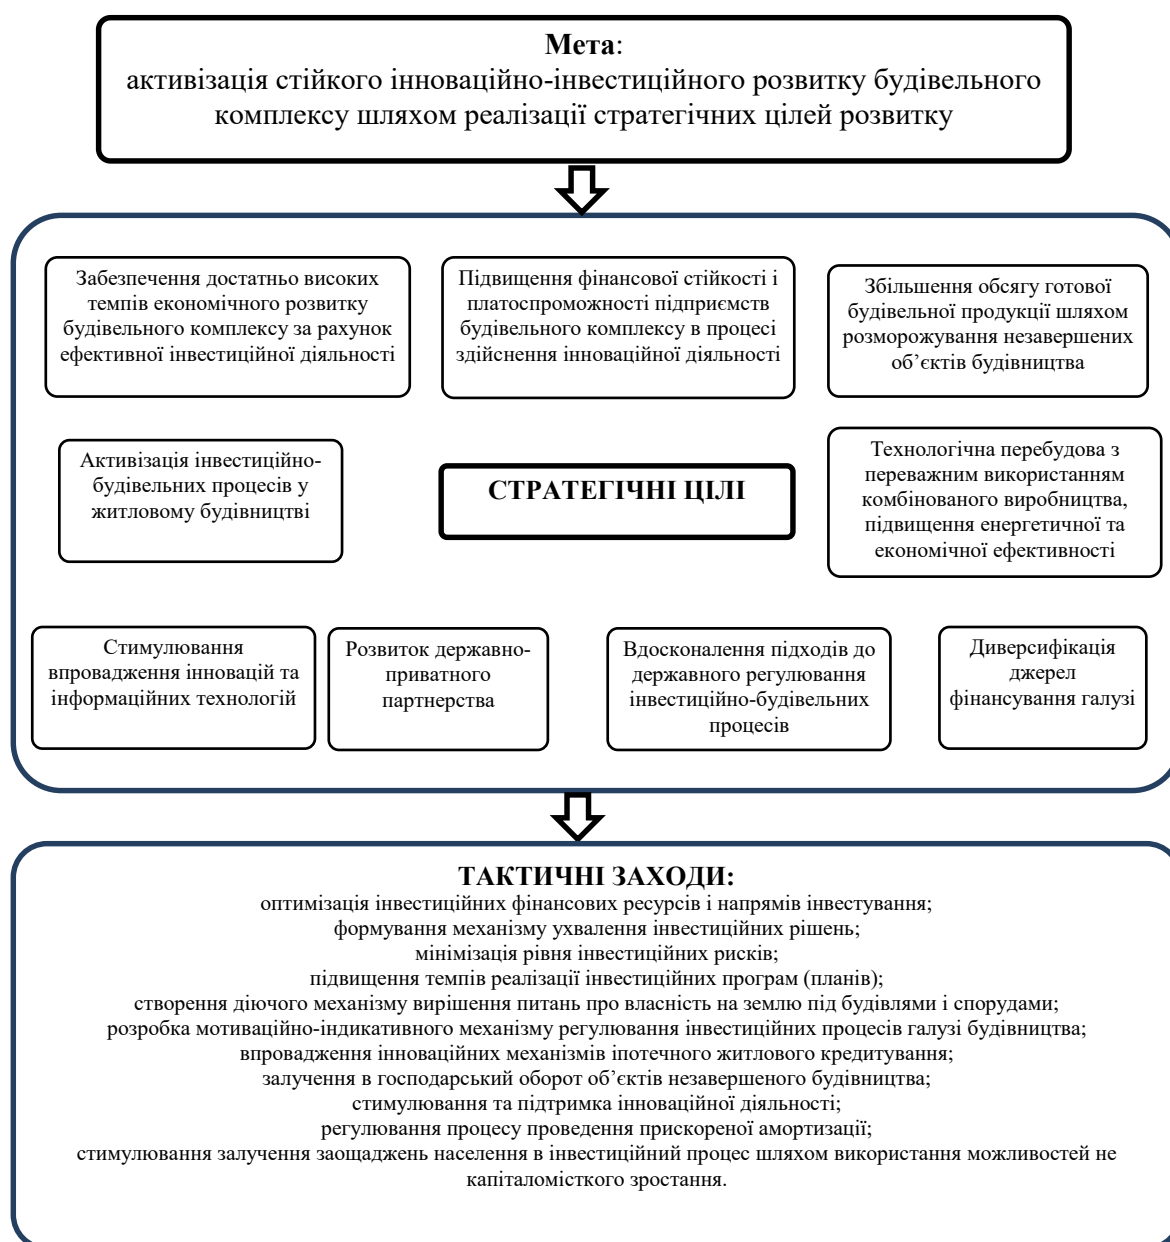 Мета:
активізація стійкого інноваційно-інвестиційного розвитку будівельного
комплексу шляхом реалізації стратегічних цілей розвитку
Забезпечення достатньо високих
темпів економічного розвитку
будівельного комплексу за рахунок
ефективної інвестиційної діяльності
Підвищення фінансової стійкості і
платоспроможності підприємств
будівельного комплексу в процесі
здійснення інноваційної діяльності
Збільшення обсягу готової
будівельної продукції шляхом
розморожування незавершених
об’єктів будівництва
Активізація інвестиційно-
будівельних процесів у
житловому будівництві
СТРАТЕГІЧНІ ЦІЛІ
Технологічна перебудова з
переважним використанням
комбінованого виробництва,
підвищення енергетичної та
економічної ефективності
Стимулювання
впровадження інновацій та
інформаційних технологій
Розвиток державно-
приватного
партнерства
Вдосконалення підходів до
державного регулювання
інвестиційно-будівельних
процесів
Диверсифікація
джерел
фінансування галузі
ТАКТИЧНІ ЗАХОДИ:
оптимізація інвестиційних фінансових ресурсів і напрямів інвестування;
формування механізму ухвалення інвестиційних рішень;
мінімізація рівня інвестиційних рисків;
підвищення темпів реалізації інвестиційних програм (планів);
створення діючого механізму вирішення питань про власність на землю під будівлями і спорудами;
розробка мотиваційно-індикативного механізму регулювання інвестиційних процесів галузі будівництва;
впровадження інноваційних механізмів іпотечного житлового кредитування;
залучення в господарський оборот об’єктів незавершеного будівництва;
стимулювання та підтримка інноваційної діяльності;
регулювання процесу проведення прискореної амортизації;
стимулювання залучення заощаджень населення в інвестиційний процес шляхом використання можливостей не
капіталомісткого зростання.